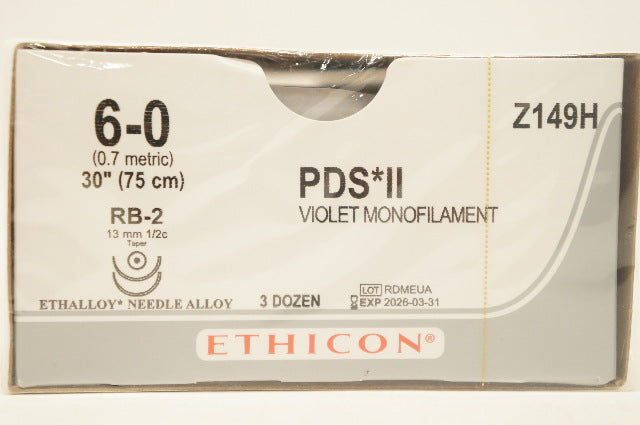 6-0
(0.7 metric)
30" (75 cm)
RB-2
13 mm 1/2c
Taper
ETHALLOY* NEEDLE ALLOY
3 DOZEN
PDS*II
VIOLET MONOFILAMENT
LOT RDMEUA
EXP 2026-03-31
Z149H
ETHICON®